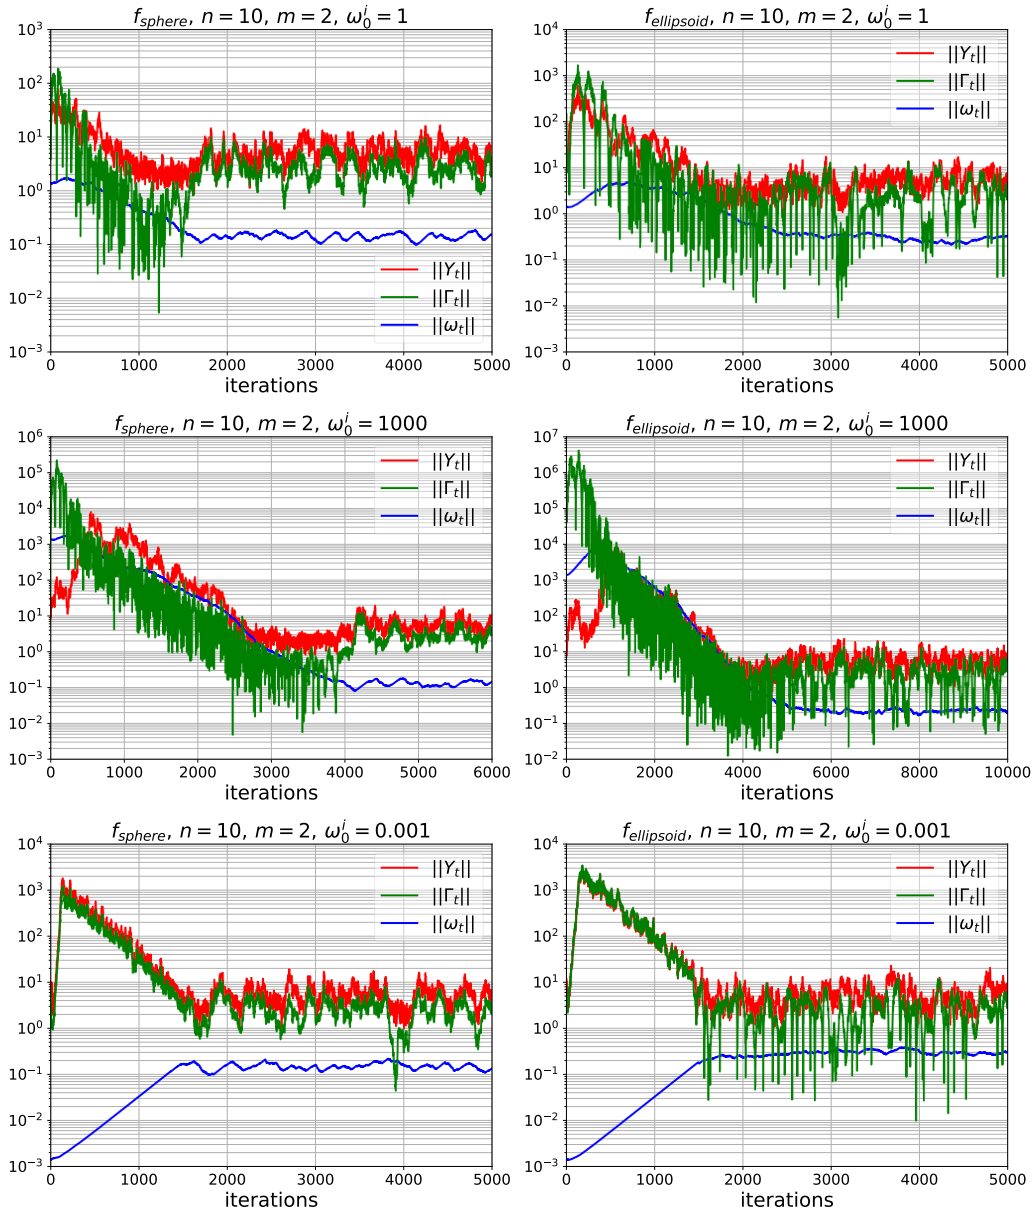 f_sphere, n = 10, m = 2, ω_0^i = 1
10^3
10^2
10^1
10^0
10^−1
10^−2
10^−3
||Y_t||
||Γ_t||
||ω_t||
0 1000 2000 3000 4000 5000
iterations
f_ellipsoid, n = 10, m = 2, ω_0^i = 1
10^4
10^3
10^2
10^1
10^0
10^−1
10^−2
10^−3
||Y_t||
||Γ_t||
||ω_t||
0 1000 2000 3000 4000 5000
iterations
f_sphere, n = 10, m = 2, ω_0^i = 1000
10^6
10^5
10^4
10^3
10^2
10^1
10^0
10^−1
10^−2
10^−3
||Y_t||
||Γ_t||
||ω_t||
0 1000 2000 3000 4000 5000 6000
iterations
f_ellipsoid, n = 10, m = 2, ω_0^i = 1000
10^7
10^6
10^5
10^4
10^3
10^2
10^1
10^0
10^−1
10^−2
||Y_t||
||Γ_t||
||ω_t||
0 2000 4000 6000 8000 10000
iterations
f_sphere, n = 10, m = 2, ω_0^i = 0.001
10^4
10^3
10^2
10^1
10^0
10^−1
10^−2
10^−3
||Y_t||
||Γ_t||
||ω_t||
0 1000 2000 3000 4000 5000
iterations
f_ellipsoid, n = 10, m = 2, ω_0^i = 0.001
10^4
10^3
10^2
10^1
10^0
10^−1
10^−2
10^−3
||Y_t||
||Γ_t||
||ω_t||
0 1000 2000 3000 4000 5000
iterations